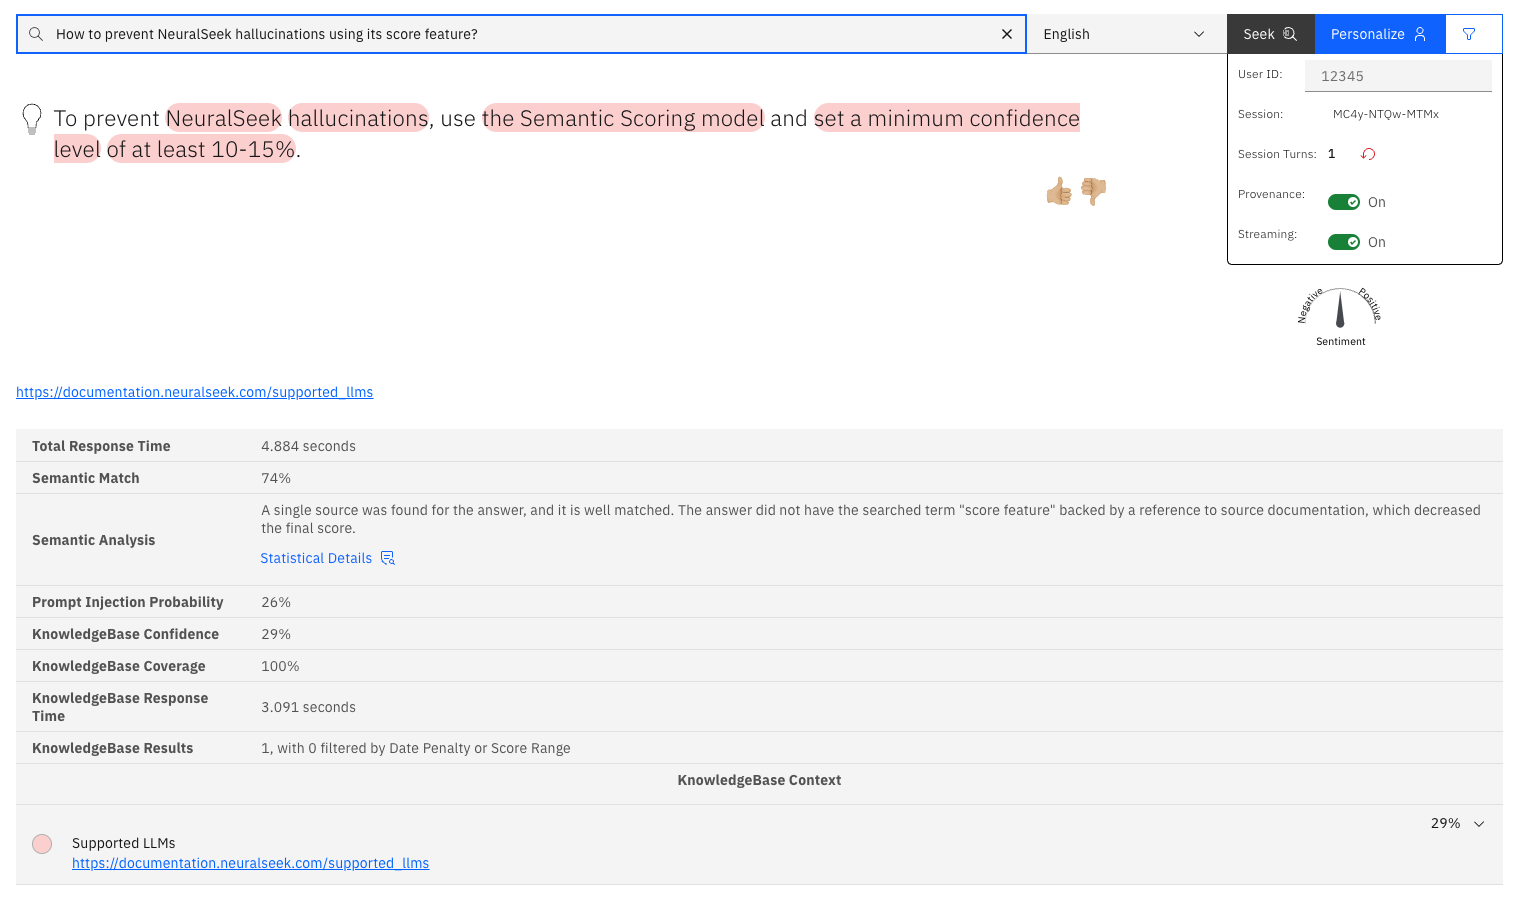 How to prevent NeuralSeek hallucinations using its score feature?
English
Seek
Personalize
User ID:
12345
Session:
MC4y-NTQw-MTMx
Session Turns:
1
Provenance:
On
Streaming:
On
To prevent NeuralSeek hallucinations, use the Semantic Scoring model and set a minimum confidence
level of at least 10-15%.
Negative
Positive
Sentiment
https://documentation.neuralseek.com/supported_llms
Total Response Time
4.884 seconds
Semantic Match
74%
Semantic Analysis
A single source was found for the answer, and it is well matched. The answer did not have the searched term "score feature" backed by a reference to source documentation, which decreased
the final score.
Statistical Details
Prompt Injection Probability
26%
KnowledgeBase Confidence
29%
KnowledgeBase Coverage
100%
KnowledgeBase Response
Time
3.091 seconds
KnowledgeBase Results
1, with 0 filtered by Date Penalty or Score Range
KnowledgeBase Context
29%
Supported LLMs
https://documentation.neuralseek.com/supported_llms